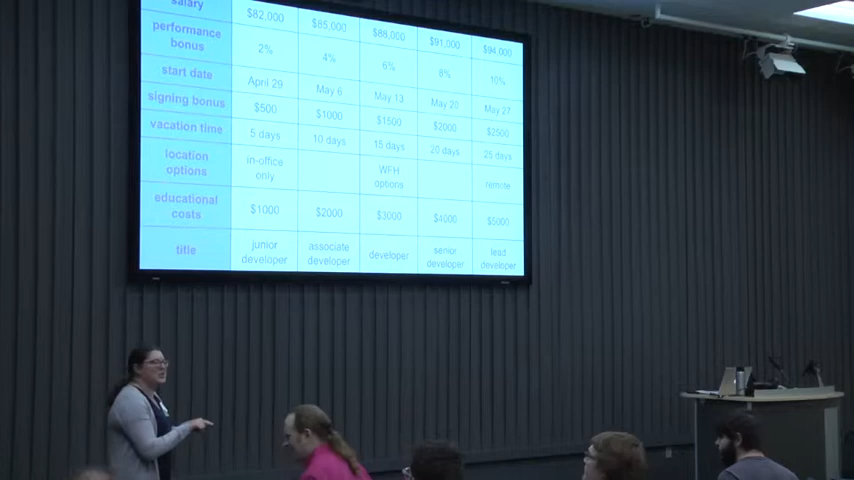 salary $82,000 $85,000 $88,000 $91,000 $94,000
performance
bonus 2% 4% 6% 8% 10%
start date April 29 May 6 May 13 May 20 May 27
signing bonus $500 $1000 $1500 $2000 $2500
vacation time 5 days 10 days 15 days 20 days 25 days
location in-office WFH
options only options remote
educational
costs $1000 $2000 $3000 $4000 $5000
title junior associate developer senior lead
developer developer developer developer